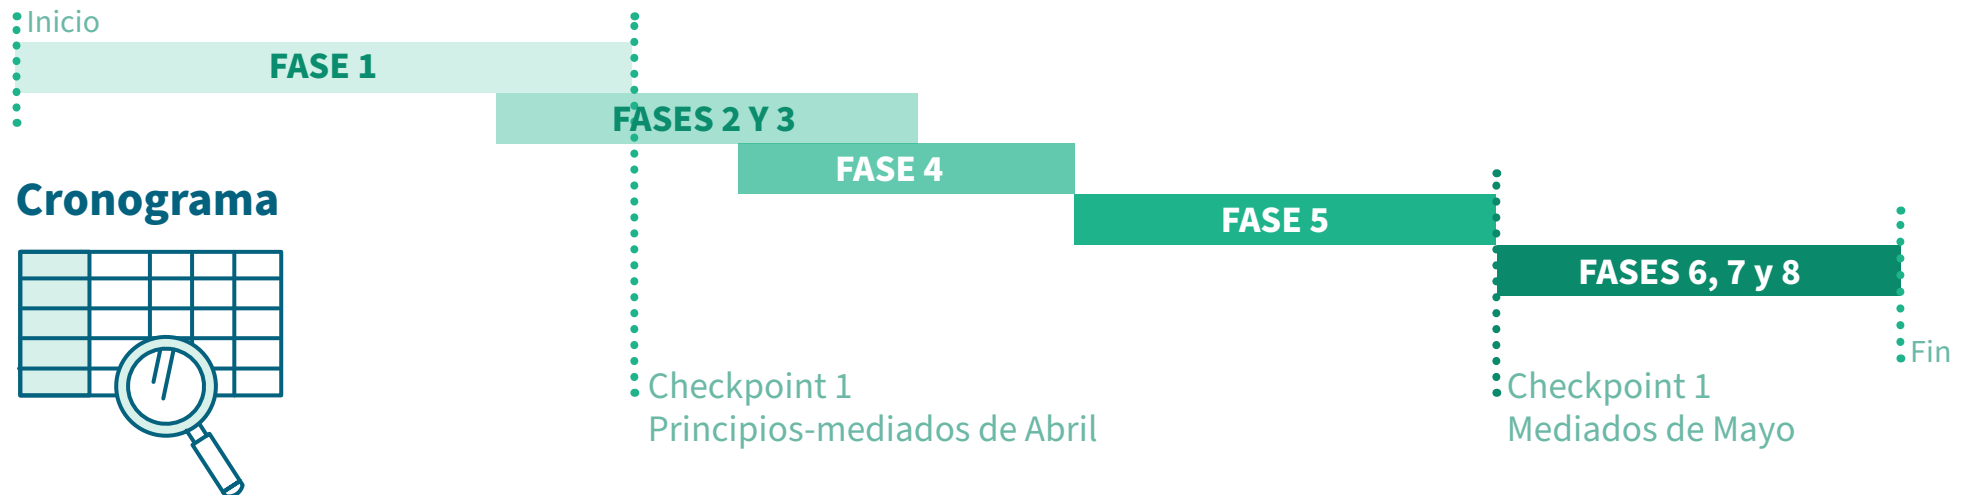 Inicio
FASE 1
FASES 2 Y 3
FASE 4
Cronograma
FASE 5
FASES 6, 7 y 8
Fin
Checkpoint 1
Principios-mediados de Abril
Checkpoint 1
Mediados de Mayo